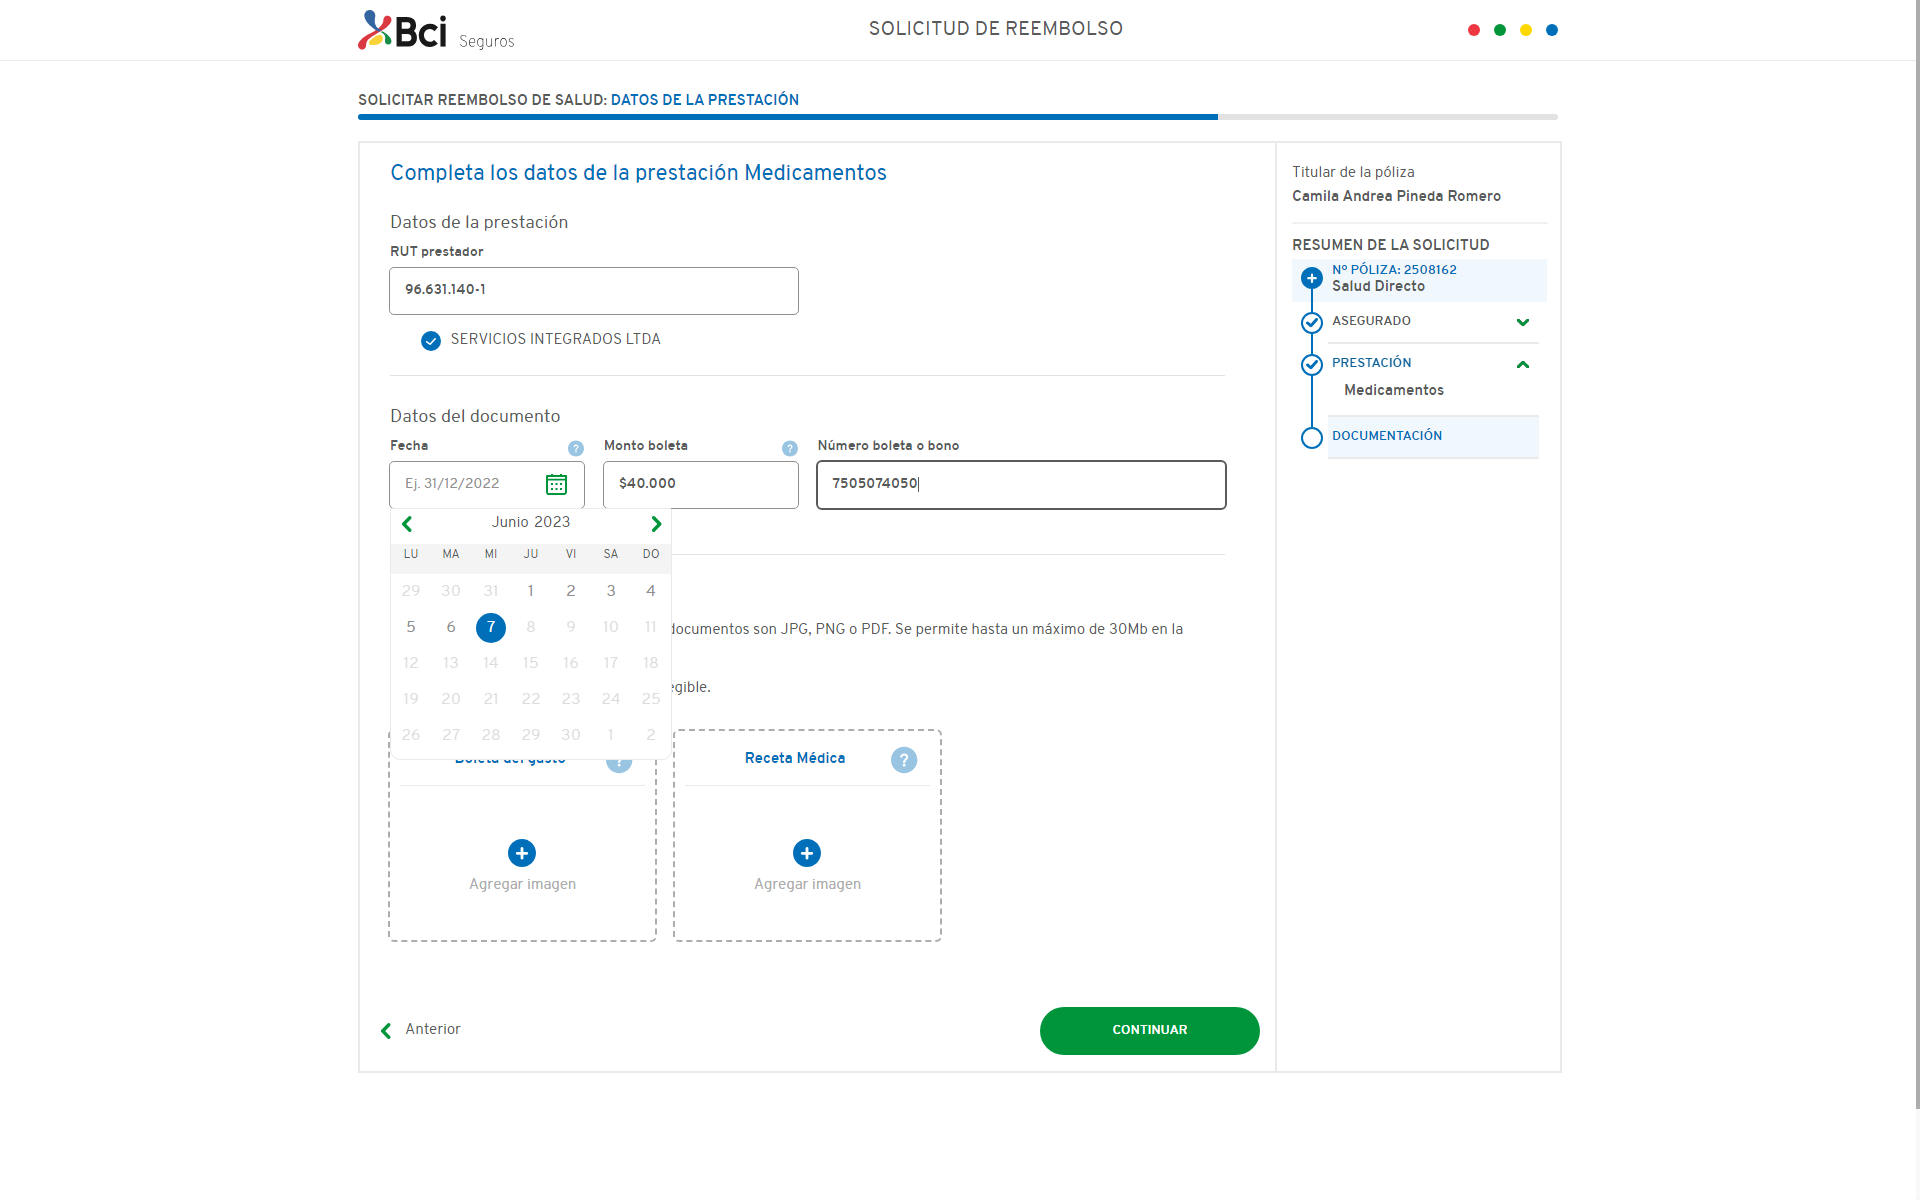 Bci Seguros
SOLICITUD DE REEMBOLSO
SOLICITAR REEMBOLSO DE SALUD: DATOS DE LA PRESTACIÓN
Completa los datos de la prestación Medicamentos
Datos de la prestación
RUT prestador
96.631.140-1
SERVICIOS INTEGRADOS LTDA
Datos del documento
Fecha ? Monto boleta ? Número boleta o bono
Ej. 31/12/2022 $40.000 7505074050
Junio 2023
LU MA MI JU VI SA DO
29 30 31 1 2 3 4
5 6 7 8 9 10 11
12 13 14 15 16 17 18
19 20 21 22 23 24 25
26 27 28 29 30 1 2
documentos son JPG, PNG o PDF. Se permite hasta un máximo de 30Mb en la
egible.
Boleta del gasto ? Receta Médica ?
Agregar imagen Agregar imagen
Anterior CONTINUAR
Titular de la póliza
Camila Andrea Pineda Romero
RESUMEN DE LA SOLICITUD
Nº PÓLIZA: 2508162
Salud Directo
ASEGURADO
PRESTACIÓN
Medicamentos
DOCUMENTACIÓN